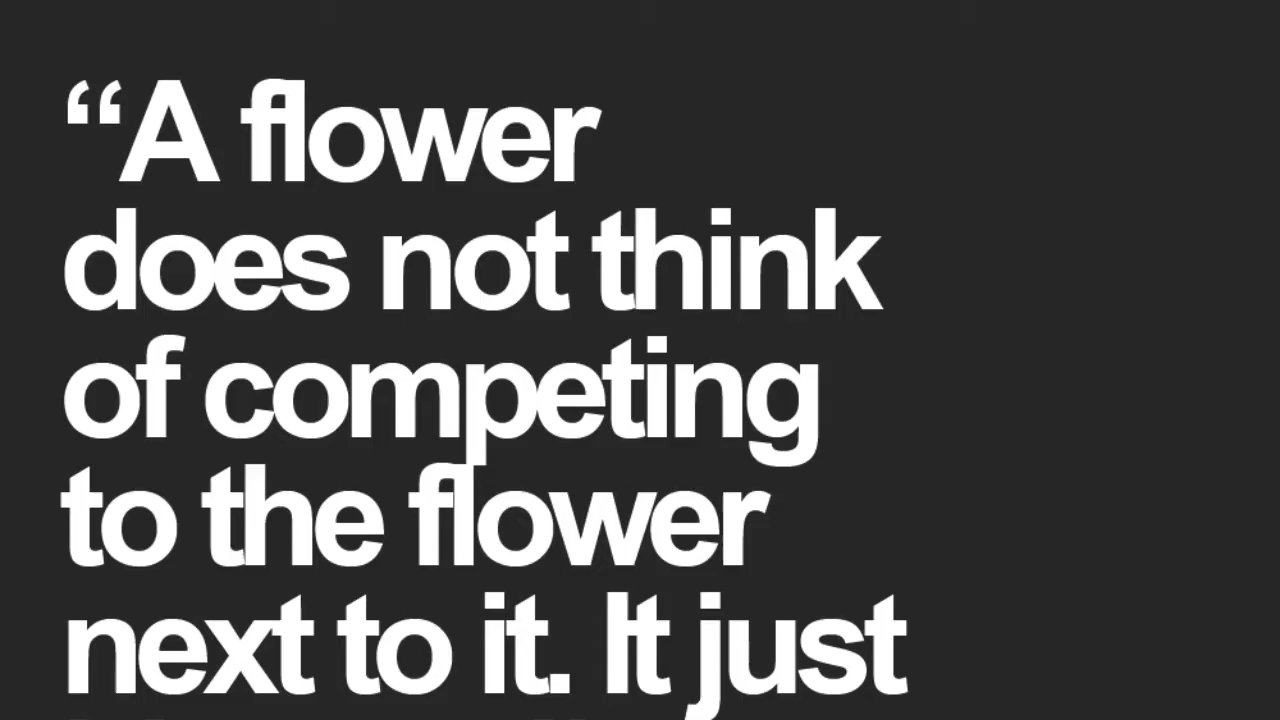 “A flower
does not think
of competing
to the flower
next to it. It just